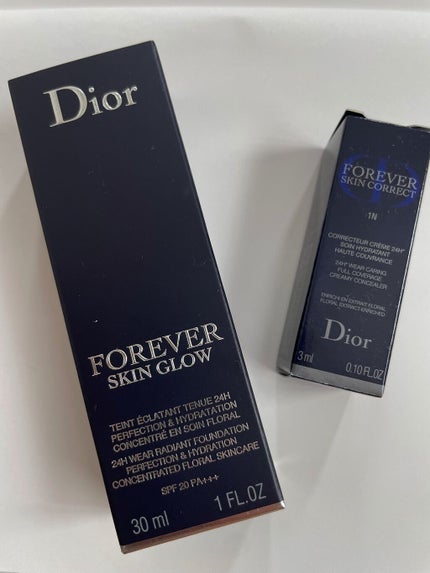 Dior
FOREVER
SKIN GLOW
TEINT ÉCLATANT TENUE 24H
PERFECTION & HYDRATATION
CONCENTRÉ EN SOIN FLORAL
24H WEAR RADIANT FOUNDATION
PERFECTION & HYDRATION
CONCENTRATED FLORAL SKINCARE
SPF 20 PA+++
30 ml 1 FL.OZ
FOREVER
SKIN CORRECT
1N
CORRECTEUR CRÈME 24H*
SOIN HYDRATANT
HAUTE COUVRANCE
24H* WEAR CARING
FULL COVERAGE
CREAMY CONCEALER
ENRICHI EN EXTRAIT FLORAL
FLORAL EXTRACT-ENRICHED
Dior
3 ml 0.10 FL.OZ